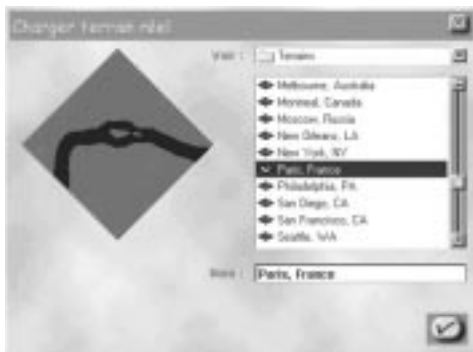 Charger terrain réel
Voir : Terrains
Melbourne, Australia
Montreal, Canada
Moscow, Russia
New Orleans, LA
New York, NY
Paris, France
Philadelphia, PA
San Diego, CA
San Francisco, CA
Seattle, WA
Nom : Paris, France